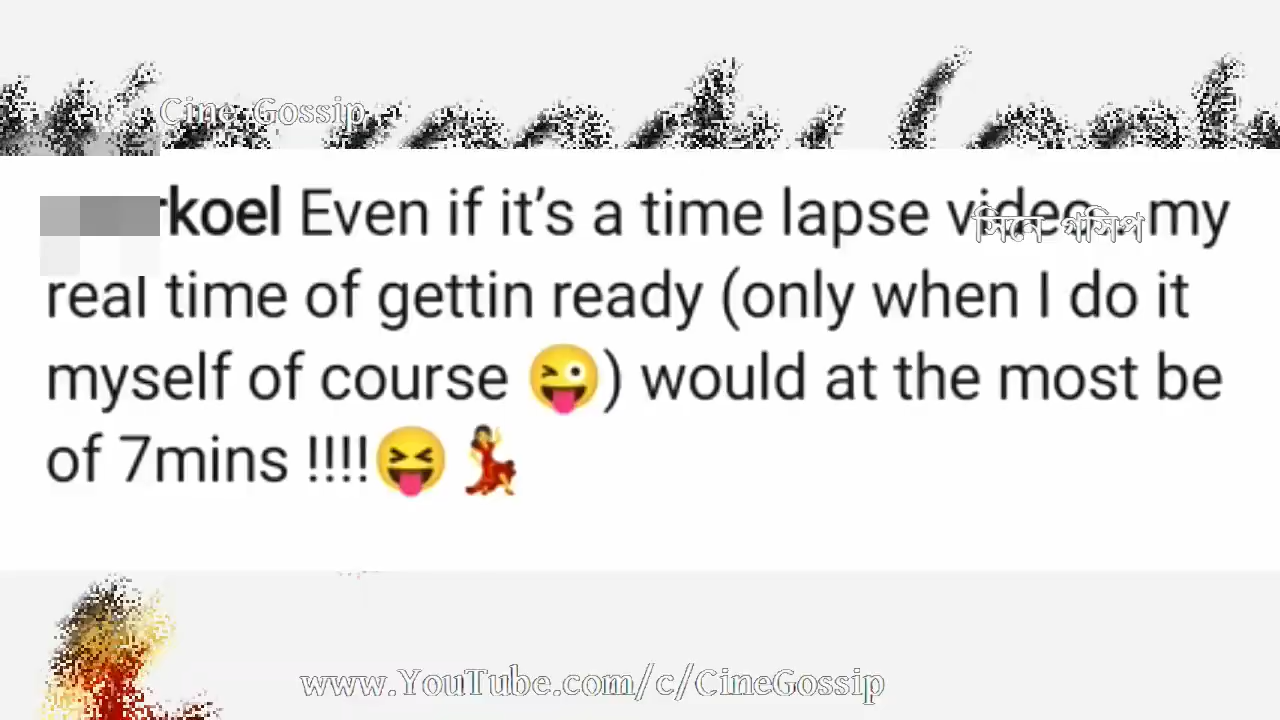 Cine Gossip
rkoel Even if it's a time lapse video.. my
সিনে গসিপ
real time of gettin ready (only when I do it
myself of course 😜) would at the most be
of 7mins !!!!😝💃
www.YouTube.com/c/CineGossip